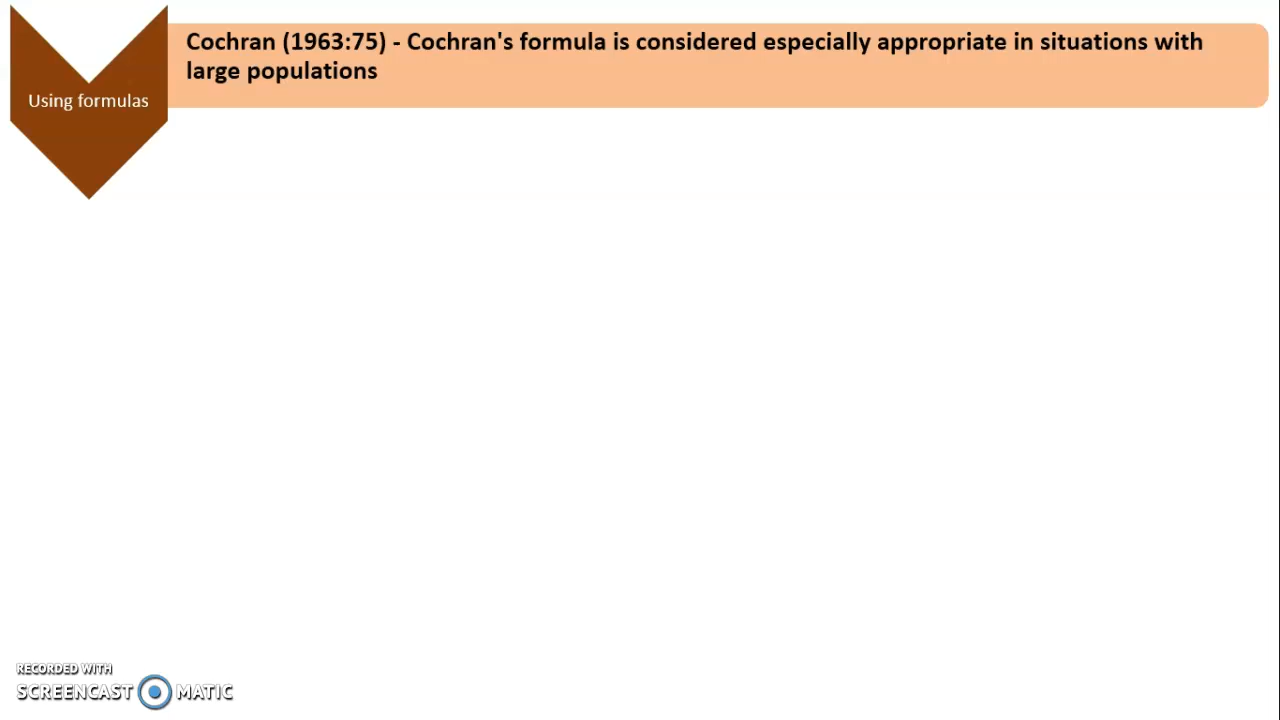 Cochran (1963:75) - Cochran's formula is considered especially appropriate in situations with
large populations
Using formulas
RECORDED WITH
SCREENCAST MATIC